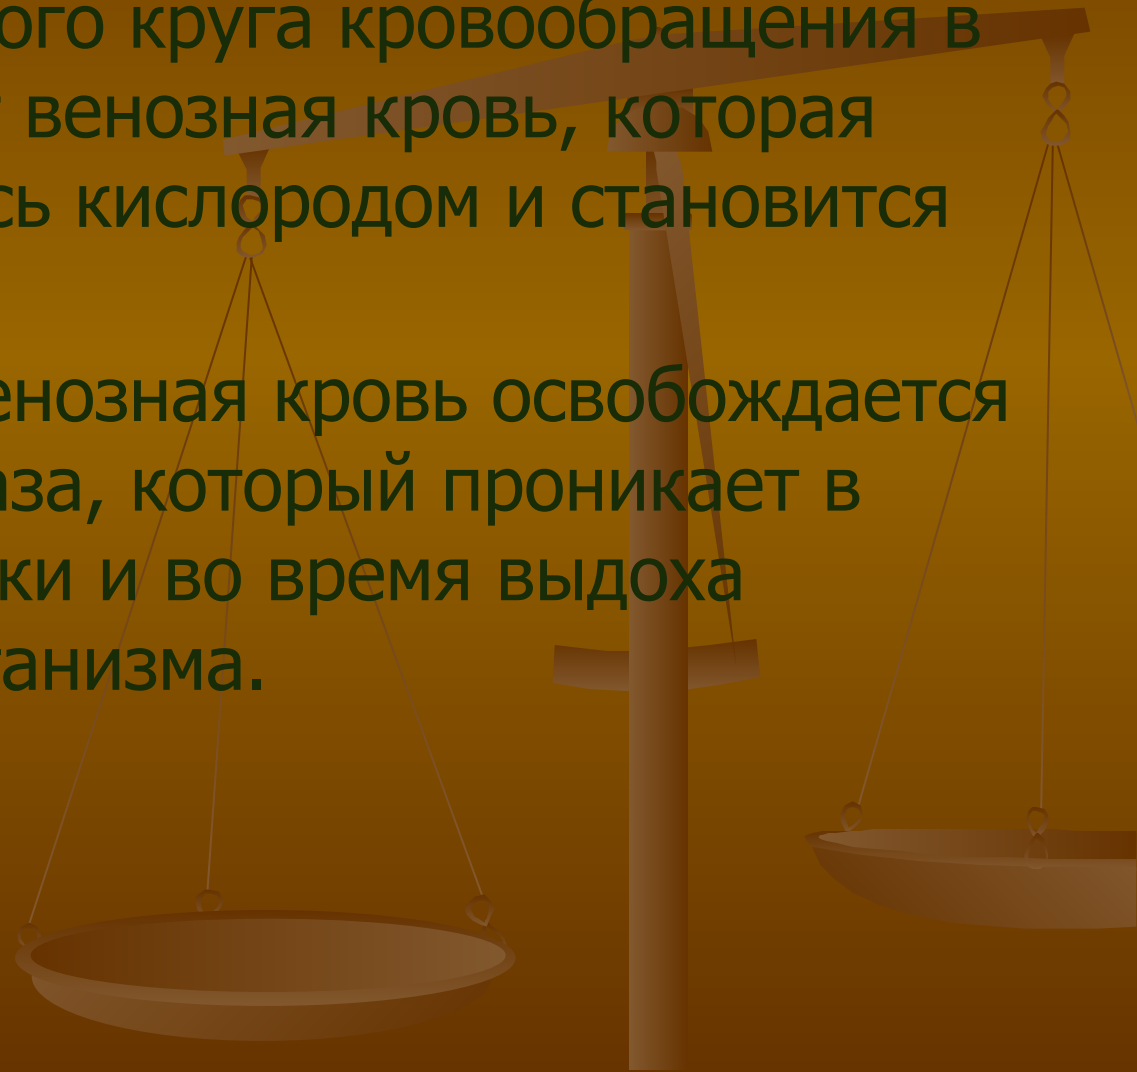 ого круга кровообращения в
венозная кровь, которая
сь кислородом и становится
енозная кровь освобождается
аза, который проникает в
ки и во время выдоха
ганизма.